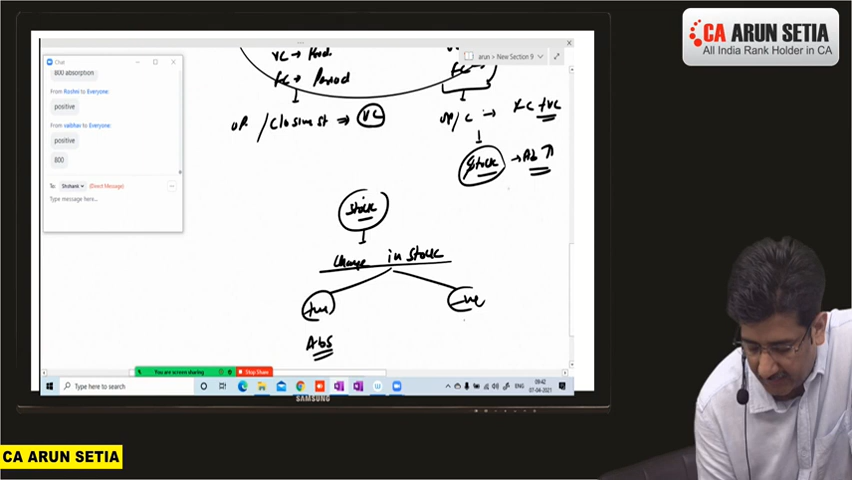 CA ARUN SETIA
All India Rank Holder in CA
arun > New Section 9
Chat
800 absorption
From Roshni to Everyone:
positive
From vaibhav to Everyone:
positive
800
To: Shihank (Direct Message)
Type message here...
VC → Prod
FC → Period
OP / Closing st ⇒ VC
OP/C → FC + VC
Stock → Ab ↑
Stock
Change in Stock
+ve
-ve
Abs
You are screen sharing
Stop Share
Type here to search
ENG
09:42
07-04-2021
SAMSUNG
CA ARUN SETIA